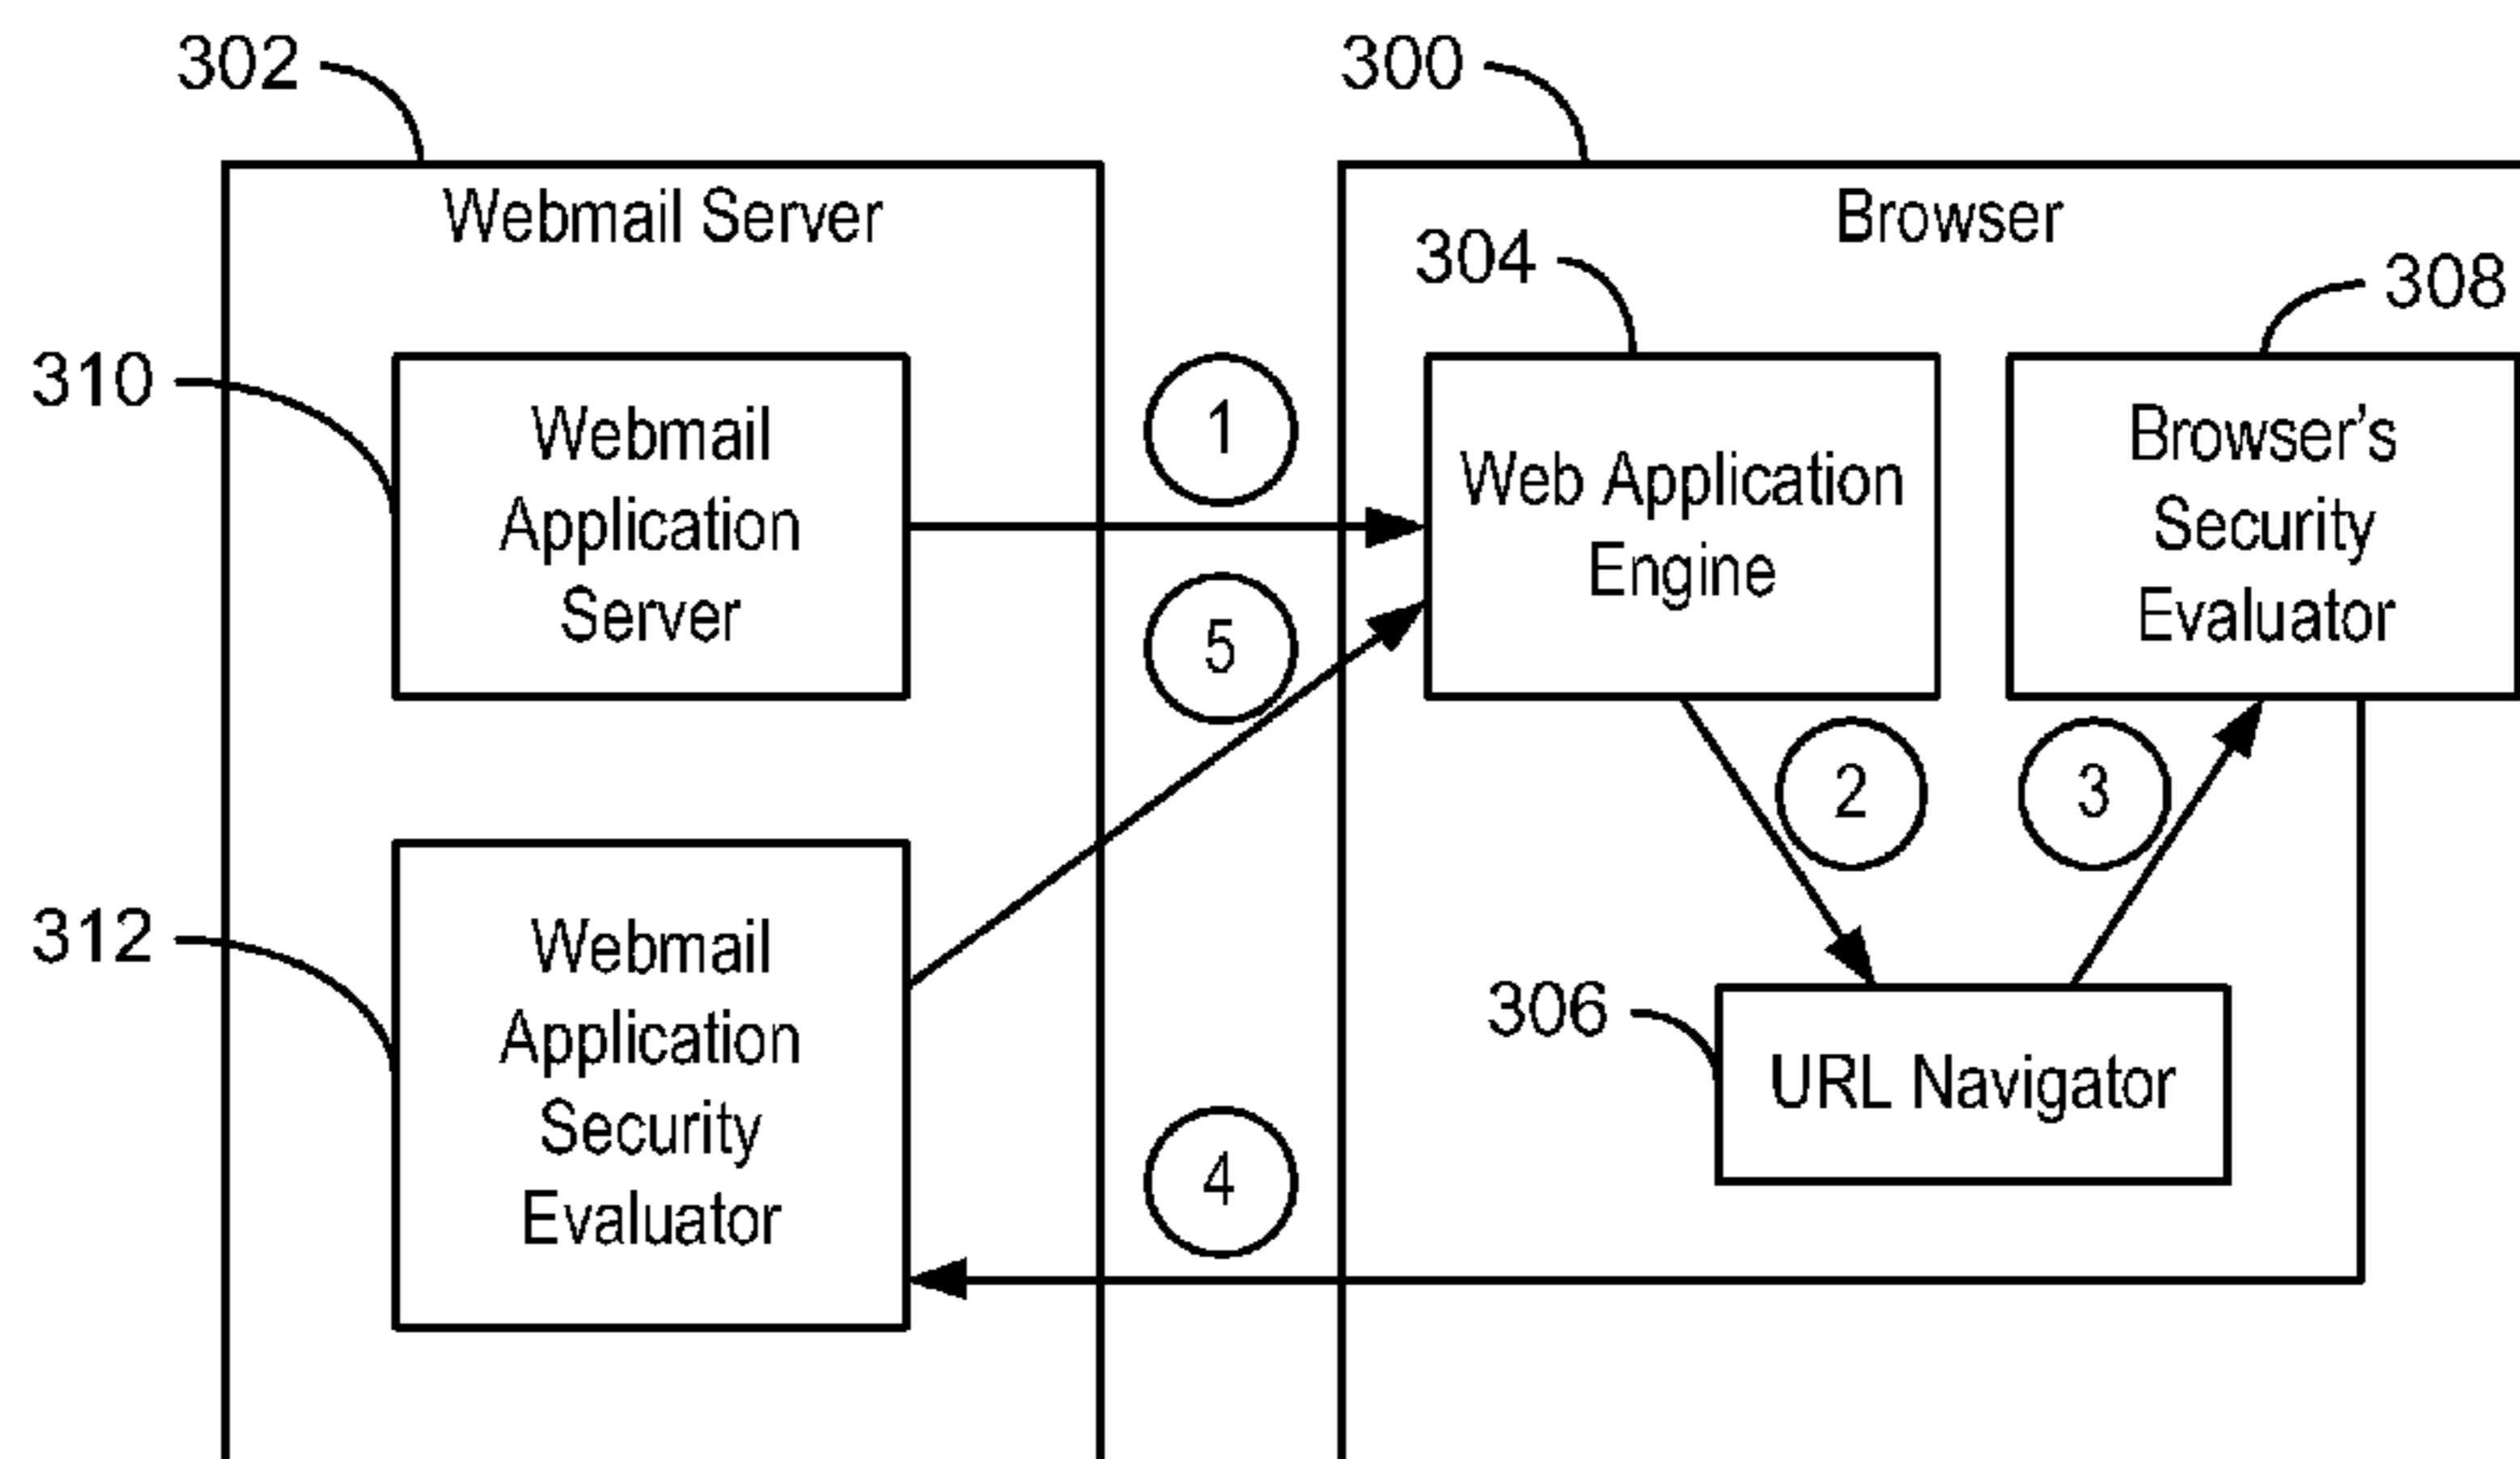 302
300
Webmail Server
Browser
304
308
310
Webmail
Application
Server
1
Web Application
Engine
Browser's
Security
Evaluator
5
2
3
312
Webmail
Application
Security
Evaluator
306
URL Navigator
4